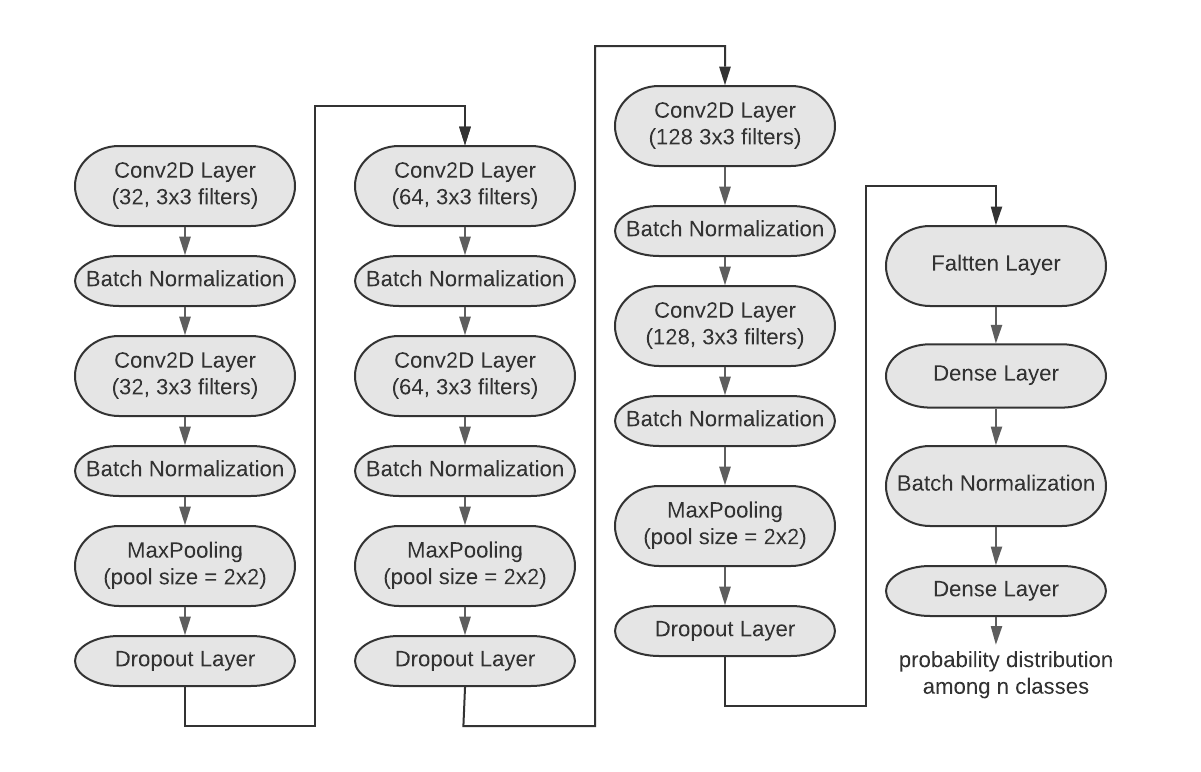 Conv2D Layer
(32, 3x3 filters)
Batch Normalization
Conv2D Layer
(32, 3x3 filters)
Batch Normalization
MaxPooling
(pool size = 2x2)
Dropout Layer
Conv2D Layer
(64, 3x3 filters)
Batch Normalization
Conv2D Layer
(64, 3x3 filters)
Batch Normalization
MaxPooling
(pool size = 2x2)
Dropout Layer
Conv2D Layer
(128 3x3 filters)
Batch Normalization
Conv2D Layer
(128, 3x3 filters)
Batch Normalization
MaxPooling
(pool size = 2x2)
Dropout Layer
Faltten Layer
Dense Layer
Batch Normalization
Dense Layer
probability distribution
among n classes